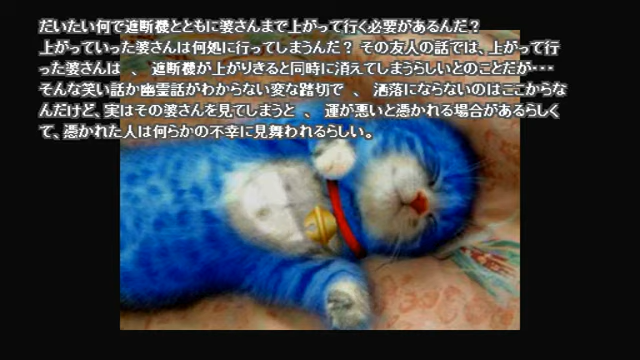 だいたい何で遮断機とともに婆さんまで上がって行く必要があるんだ？
上がっていった婆さんは何処に行ってしまうんだ？ その友人の話では、上がって行
った婆さんは 、 遮断機が上がりきると同時に消えてしまうらしいとのことだが・・・
そんな笑い話か幽霊話がわからない変な踏切で 、 洒落にならないのはここからな
んだけど、実はその婆さんを見てしまうと 、 運が悪いと憑かれる場合があるらしく
て、憑かれた人は何らかの不幸に見舞われるらしい。